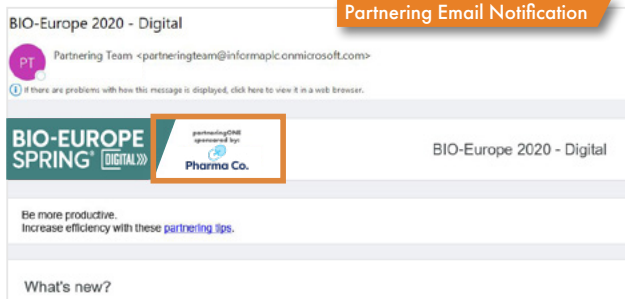 Partnering Email Notification
BIO-Europe 2020 - Digital
PT
Partnering Team <partneringteam@informaplc.onmicrosoft.com>
If there are problems with how this message is displayed, click here to view it in a web browser.
BIO-EUROPE
SPRING® DIGITAL»
partneringONE
sponsored by:
Pharma Co.
BIO-Europe 2020 - Digital
Be more productive.
Increase efficiency with these partnering tips.
What's new?